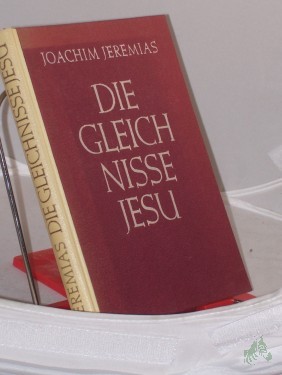 JOACHIM JEREMIAS
DIE
GLEICH
NISSE
JESU
JEREMIAS DIE GLEICHNISSE JESU